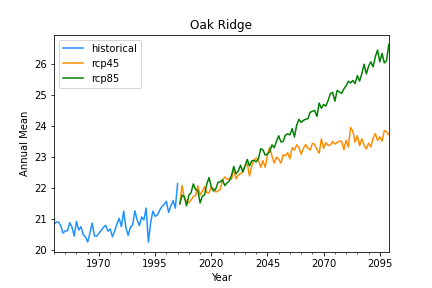 Oak Ridge
historical
rcp45
rcp85
Annual Mean
26
25
24
23
22
21
20
1970
1995
2020
2045
2070
2095
Year